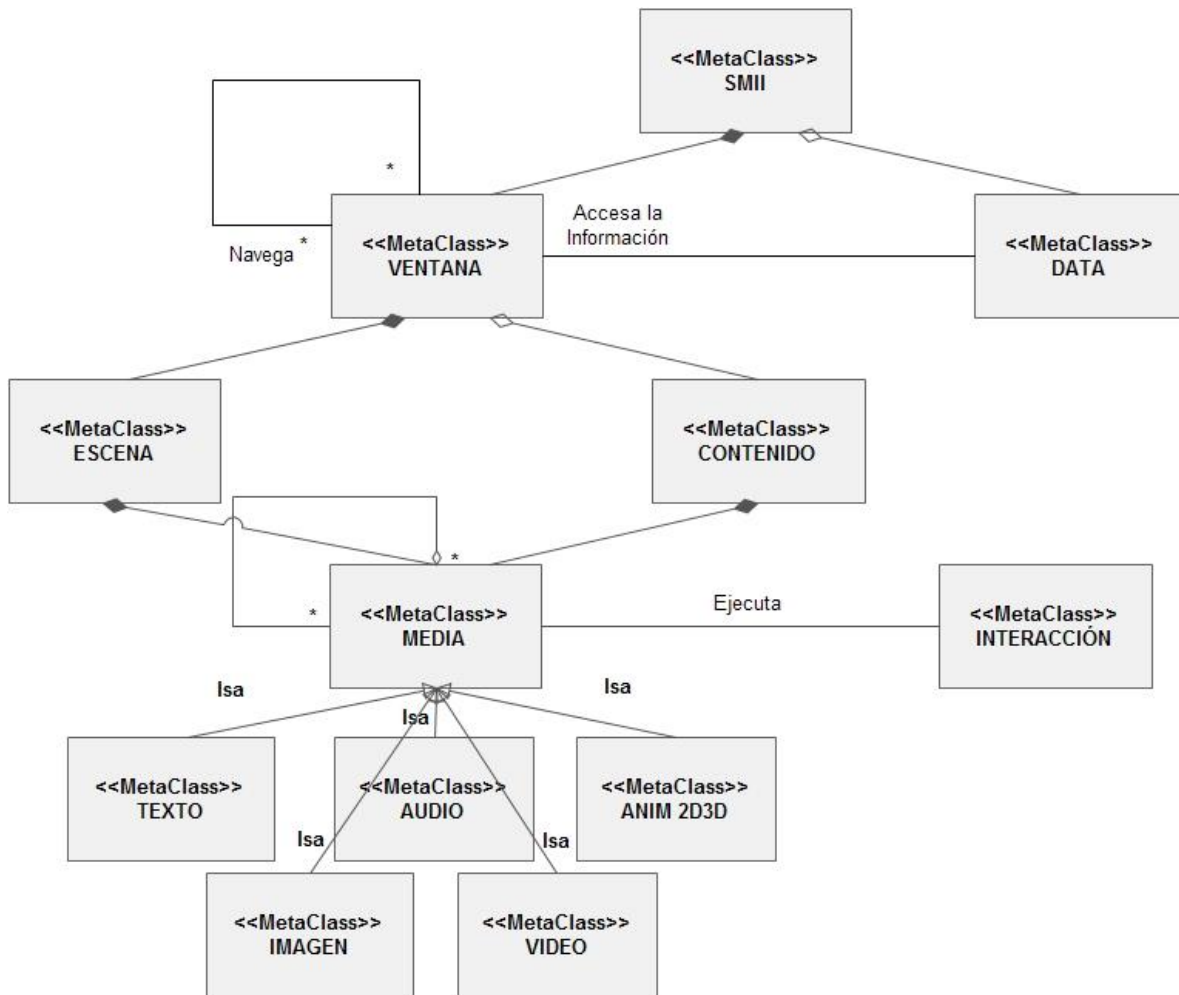 <<MetaClass>>
SMII
*
Navega
*
<<MetaClass>>
VENTANA
Accesa la
Información
<<MetaClass>>
DATA
<<MetaClass>>
ESCENA
<<MetaClass>>
CONTENIDO
*
*
<<MetaClass>>
MEDIA
Ejecuta
<<MetaClass>>
INTERACCIÓN
Isa
Isa
Isa
<<MetaClass>>
TEXTO
<<MetaClass>>
AUDIO
<<MetaClass>>
ANIM 2D3D
Isa
Isa
<<MetaClass>>
IMAGEN
<<MetaClass>>
VIDEO